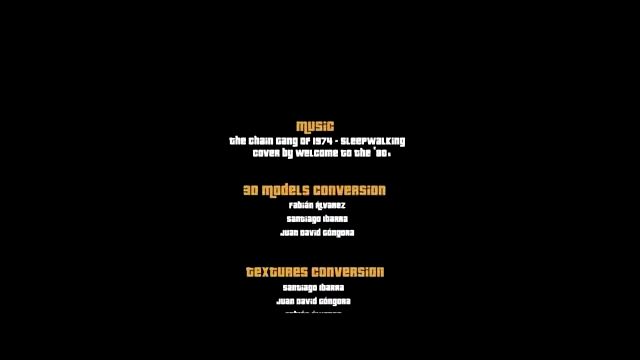 MUSIC
The Chain Gang of 1974 - Sleepwalking
Cover by Welcome to the '80s
3D Models Conversion
Fabián Álvarez
Santiago Ibarra
Juan David Góngora
Textures Conversion
Santiago Ibarra
Juan David Góngora